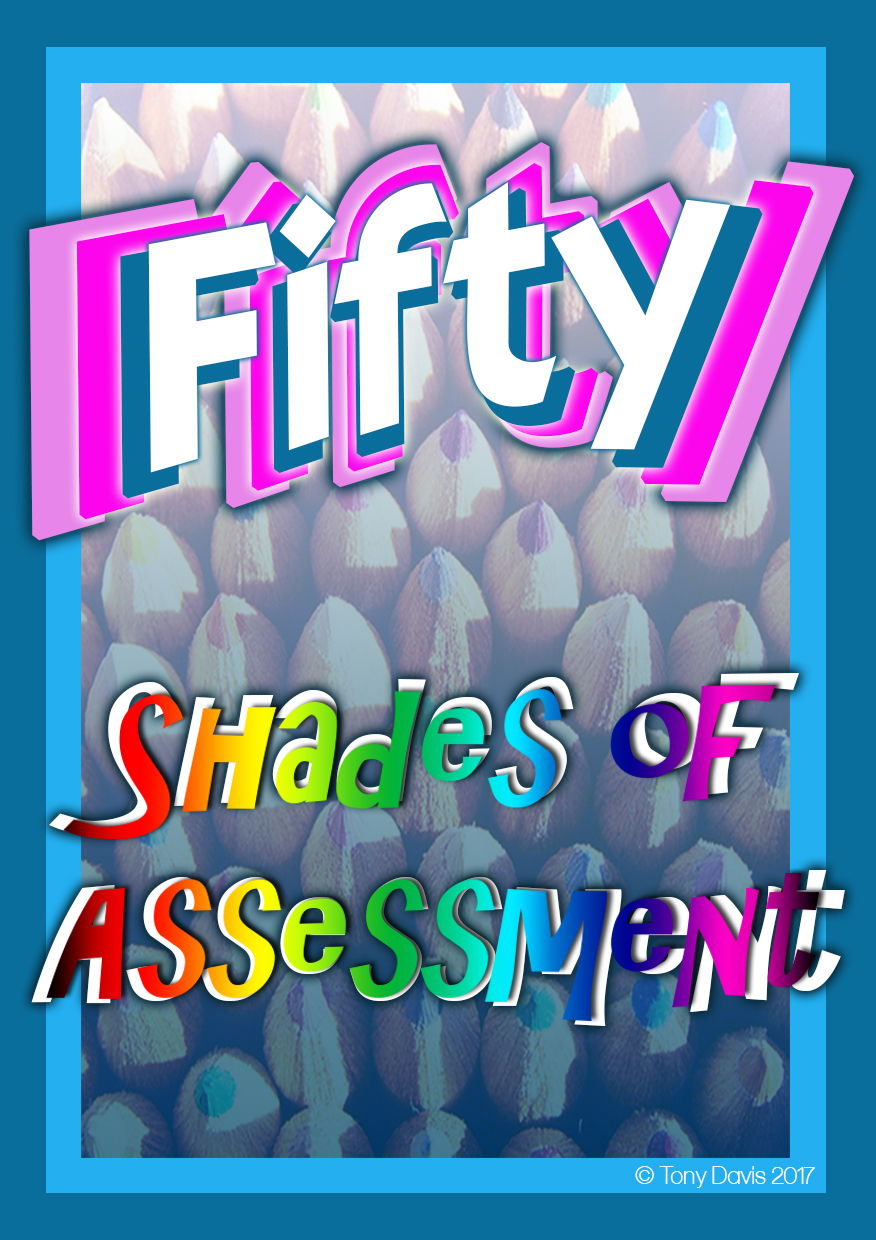 Fifty
SHadeS oF
ASSeSSMeNt
© Tony Davis 2017